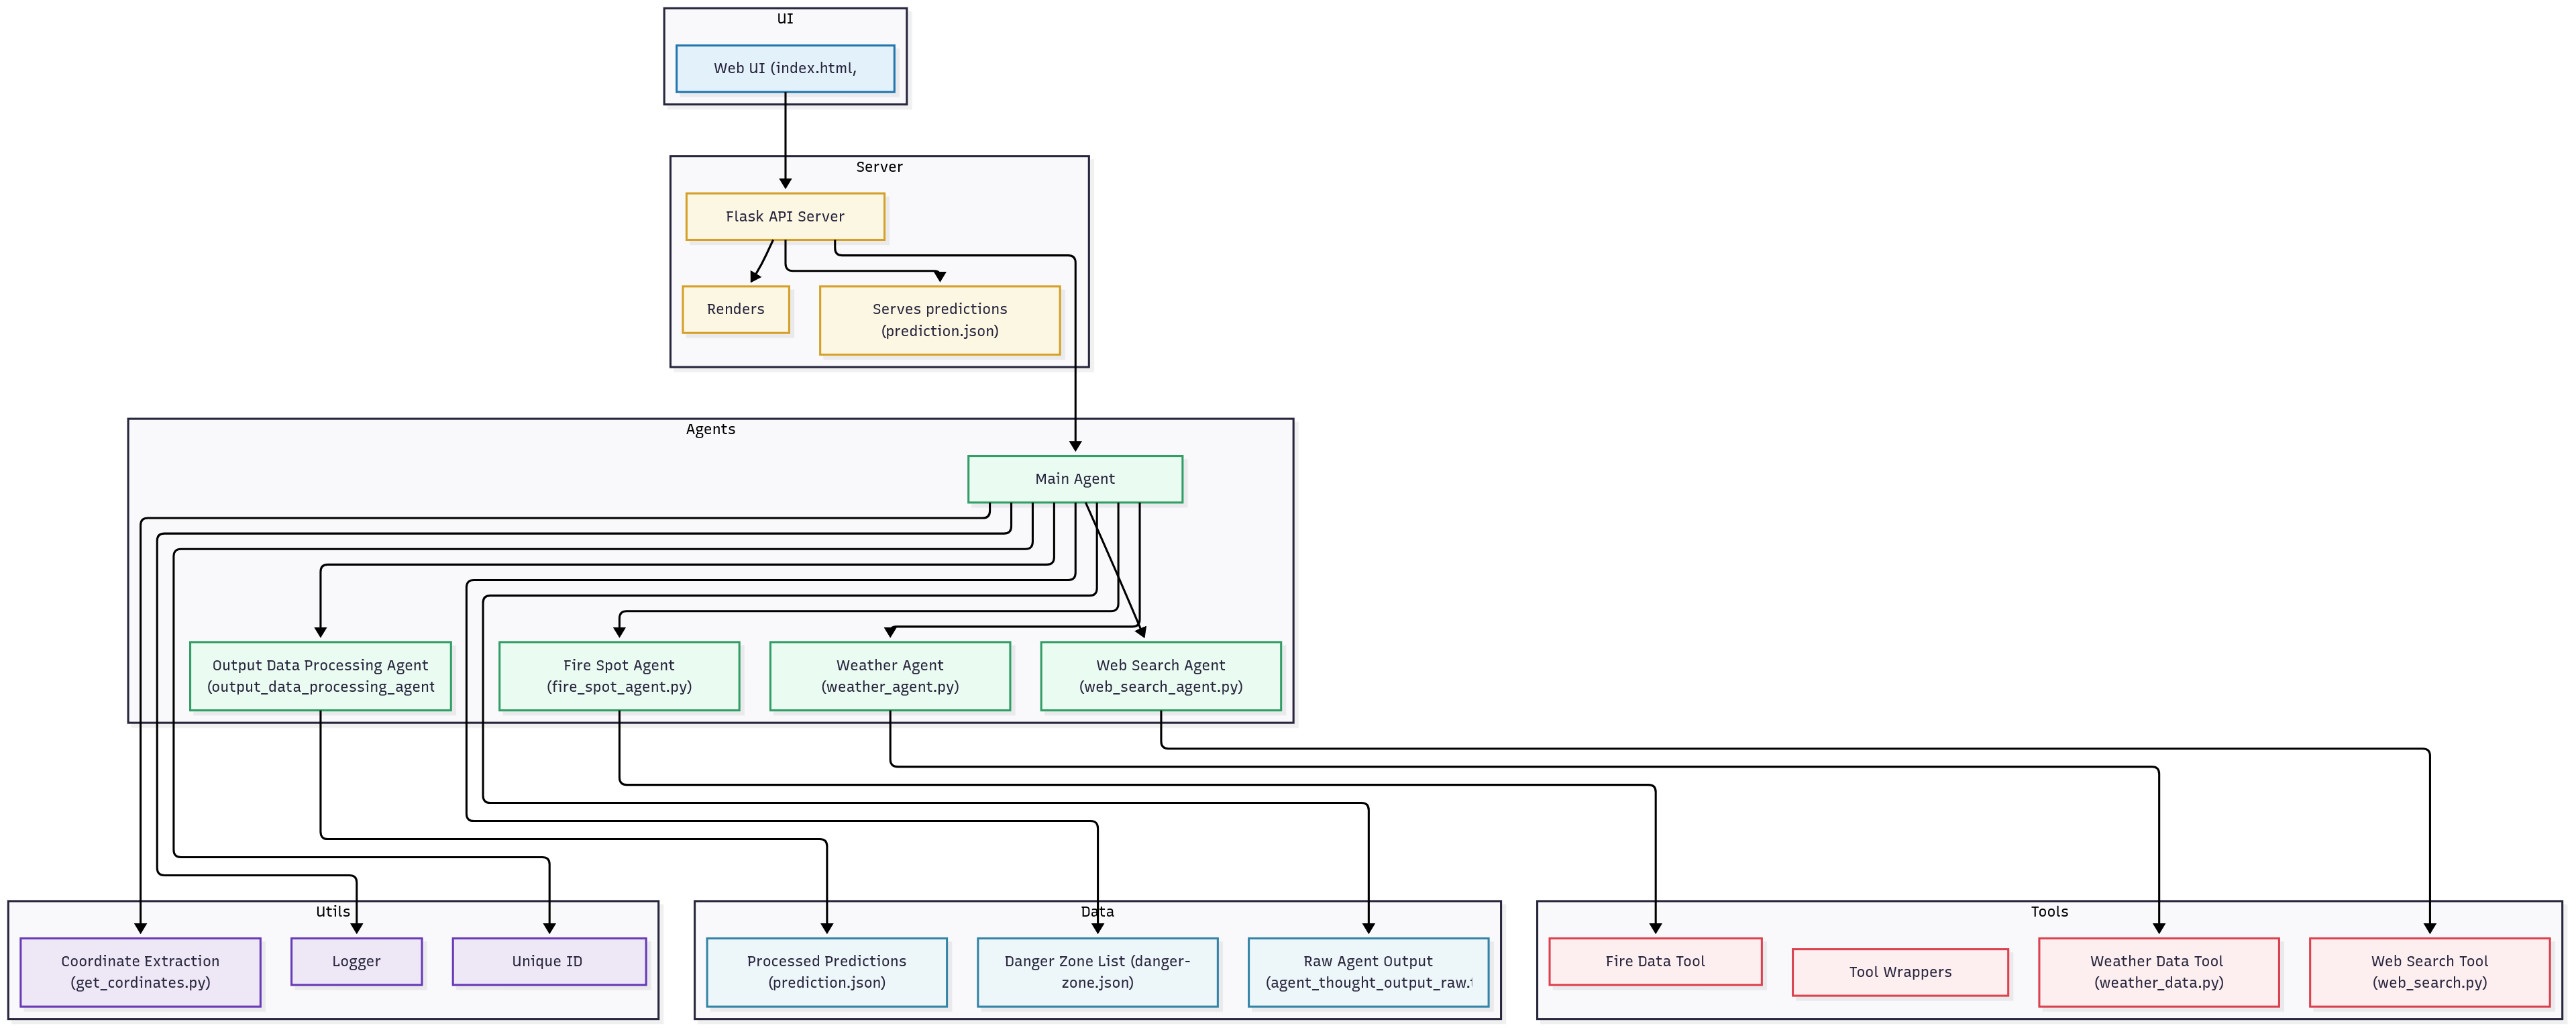 UI
Web UI (index.html,
Server
Flask API Server
Renders
Serves predictions
(prediction.json)
Agents
Main Agent
Output Data Processing Agent
(output_data_processing_agent
Fire Spot Agent
(fire_spot_agent.py)
Weather Agent
(weather_agent.py)
Web Search Agent
(web_search_agent.py)
Utils
Coordinate Extraction
(get_cordinates.py)
Logger
Unique ID
Data
Processed Predictions
(prediction.json)
Danger Zone List (danger-
zone.json)
Raw Agent Output
(agent_thought_output_raw.
Tools
Fire Data Tool
Tool Wrappers
Weather Data Tool
(weather_data.py)
Web Search Tool
(web_search.py)